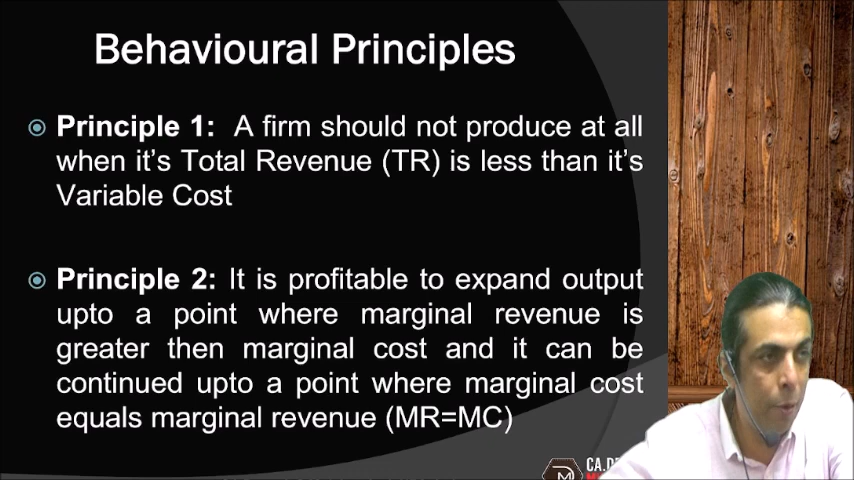 Behavioural Principles
Principle 1: A firm should not produce at all
when it's Total Revenue (TR) is less than it's
Variable Cost
Principle 2: It is profitable to expand output
upto a point where marginal revenue is
greater then marginal cost and it can be
continued upto a point where marginal cost
equals marginal revenue (MR=MC)